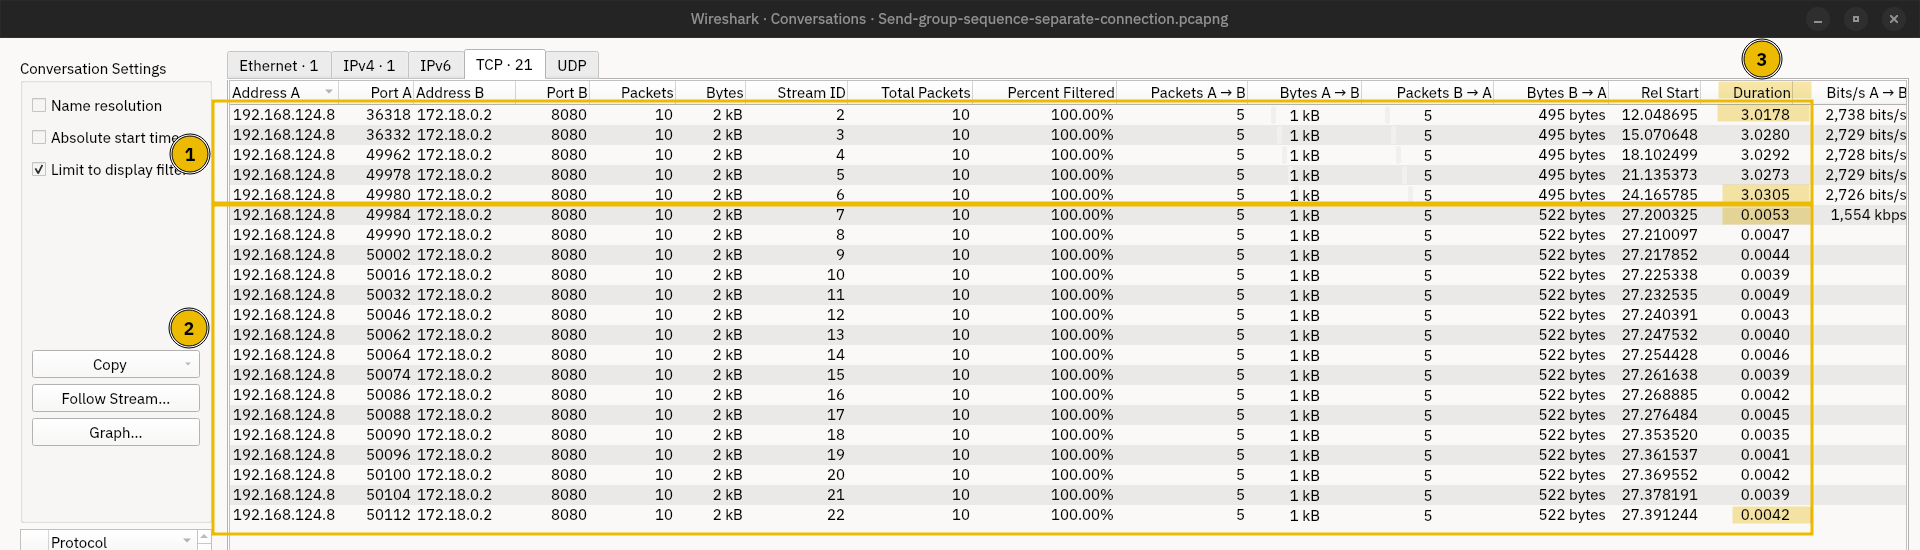 Wireshark · Conversations · Send-group-sequence-separate-connection.pcapng
3
Conversation Settings
Ethernet · 1 IPv4 · 1 IPv6 TCP · 21 UDP
Name resolution
Absolute start time
1
Limit to display filte
2
Copy
Follow Stream...
Graph...
Protocol
Address A Port A Address B Port B Packets Bytes Stream ID Total Packets Percent Filtered Packets A → B Bytes A → B Packets B → A Bytes B → A Rel Start Duration Bits/s A → B
192.168.124.8 36318 172.18.0.2 8080 10 2 kB 2 10 100.00% 5 1 kB 5 495 bytes 12.048695 3.0178 2,738 bits/s
192.168.124.8 36332 172.18.0.2 8080 10 2 kB 3 10 100.00% 5 1 kB 5 495 bytes 15.070648 3.0280 2,729 bits/s
192.168.124.8 49962 172.18.0.2 8080 10 2 kB 4 10 100.00% 5 1 kB 5 495 bytes 18.102499 3.0292 2,728 bits/s
192.168.124.8 49978 172.18.0.2 8080 10 2 kB 5 10 100.00% 5 1 kB 5 495 bytes 21.135373 3.0273 2,729 bits/s
192.168.124.8 49980 172.18.0.2 8080 10 2 kB 6 10 100.00% 5 1 kB 5 495 bytes 24.165785 3.0305 2,726 bits/s
192.168.124.8 49984 172.18.0.2 8080 10 2 kB 7 10 100.00% 5 1 kB 5 522 bytes 27.200325 0.0053 1,554 kbps
192.168.124.8 49990 172.18.0.2 8080 10 2 kB 8 10 100.00% 5 1 kB 5 522 bytes 27.210097 0.0047
192.168.124.8 50002 172.18.0.2 8080 10 2 kB 9 10 100.00% 5 1 kB 5 522 bytes 27.217852 0.0044
192.168.124.8 50016 172.18.0.2 8080 10 2 kB 10 10 100.00% 5 1 kB 5 522 bytes 27.225338 0.0039
192.168.124.8 50032 172.18.0.2 8080 10 2 kB 11 10 100.00% 5 1 kB 5 522 bytes 27.232535 0.0049
192.168.124.8 50046 172.18.0.2 8080 10 2 kB 12 10 100.00% 5 1 kB 5 522 bytes 27.240391 0.0043
192.168.124.8 50062 172.18.0.2 8080 10 2 kB 13 10 100.00% 5 1 kB 5 522 bytes 27.247532 0.0040
192.168.124.8 50064 172.18.0.2 8080 10 2 kB 14 10 100.00% 5 1 kB 5 522 bytes 27.254428 0.0046
192.168.124.8 50074 172.18.0.2 8080 10 2 kB 15 10 100.00% 5 1 kB 5 522 bytes 27.261638 0.0039
192.168.124.8 50086 172.18.0.2 8080 10 2 kB 16 10 100.00% 5 1 kB 5 522 bytes 27.268885 0.0042
192.168.124.8 50088 172.18.0.2 8080 10 2 kB 17 10 100.00% 5 1 kB 5 522 bytes 27.276484 0.0045
192.168.124.8 50090 172.18.0.2 8080 10 2 kB 18 10 100.00% 5 1 kB 5 522 bytes 27.353520 0.0035
192.168.124.8 50096 172.18.0.2 8080 10 2 kB 19 10 100.00% 5 1 kB 5 522 bytes 27.361537 0.0041
192.168.124.8 50100 172.18.0.2 8080 10 2 kB 20 10 100.00% 5 1 kB 5 522 bytes 27.369552 0.0042
192.168.124.8 50104 172.18.0.2 8080 10 2 kB 21 10 100.00% 5 1 kB 5 522 bytes 27.378191 0.0039
192.168.124.8 50112 172.18.0.2 8080 10 2 kB 22 10 100.00% 5 1 kB 5 522 bytes 27.391244 0.0042